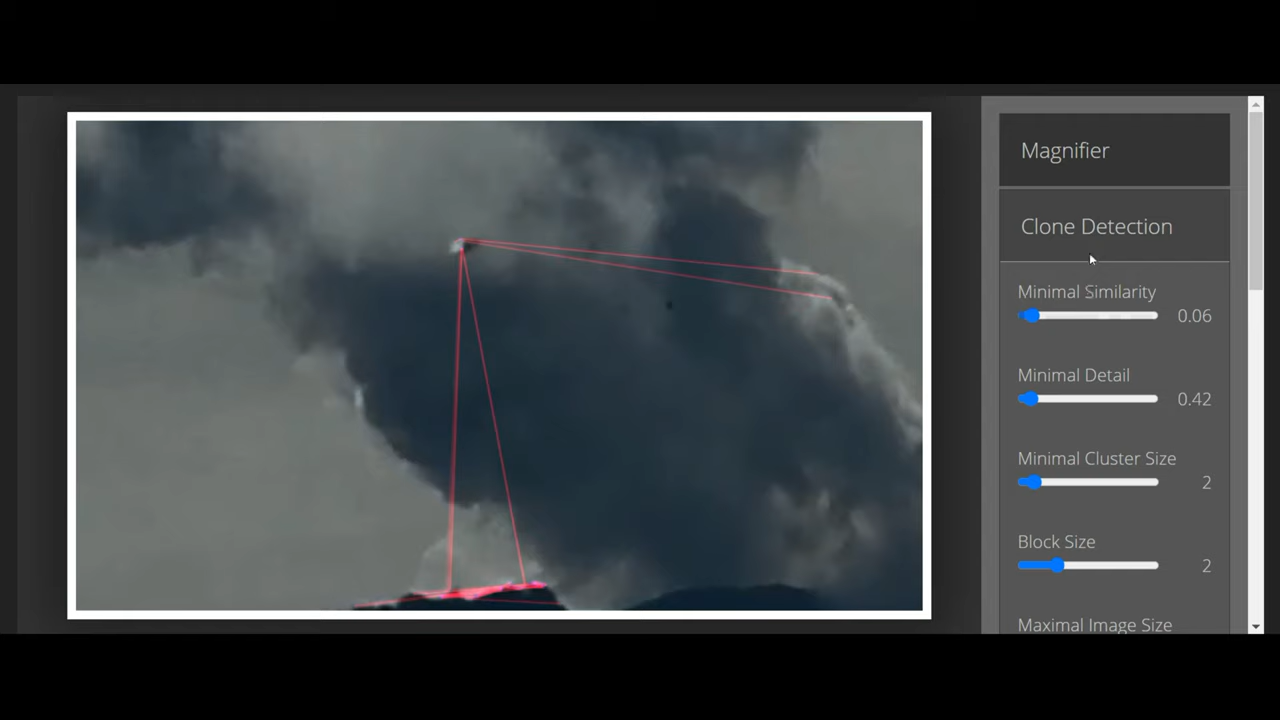 Magnifier
Clone Detection
Minimal Similarity
0.06
Minimal Detail
0.42
Minimal Cluster Size
2
Block Size
2
Maximal Image Size